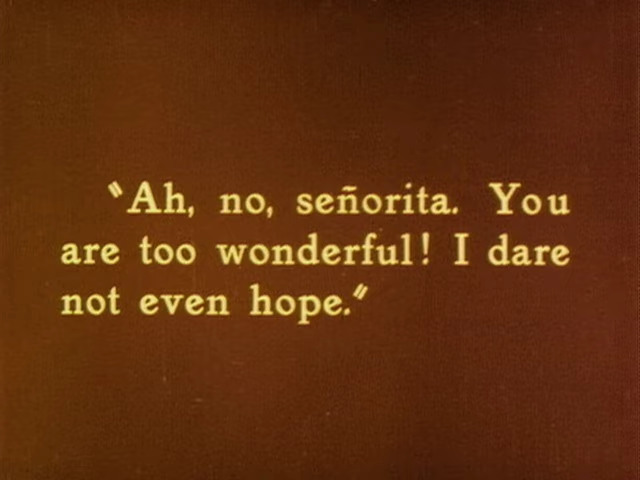 "Ah, no, señorita. You
are too wonderful! I dare
not even hope."